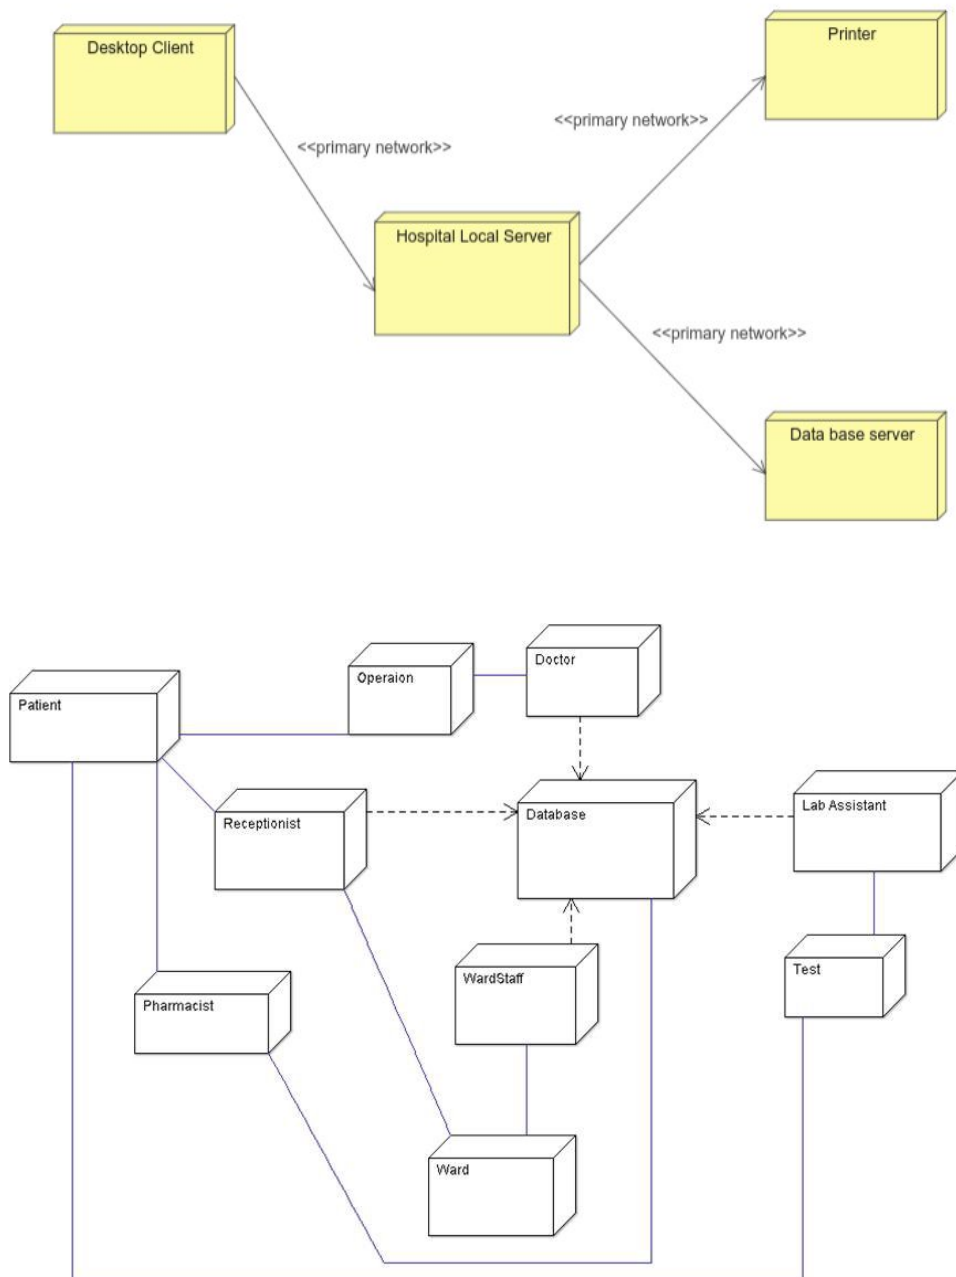 Desktop Client
Printer
<<primary network>>
<<primary network>>
Hospital Local Server
<<primary network>>
Data base server
Doctor
Operaion
Patient
Database
Lab Assistant
Receptionist
WardStaff
Test
Pharmacist
Ward